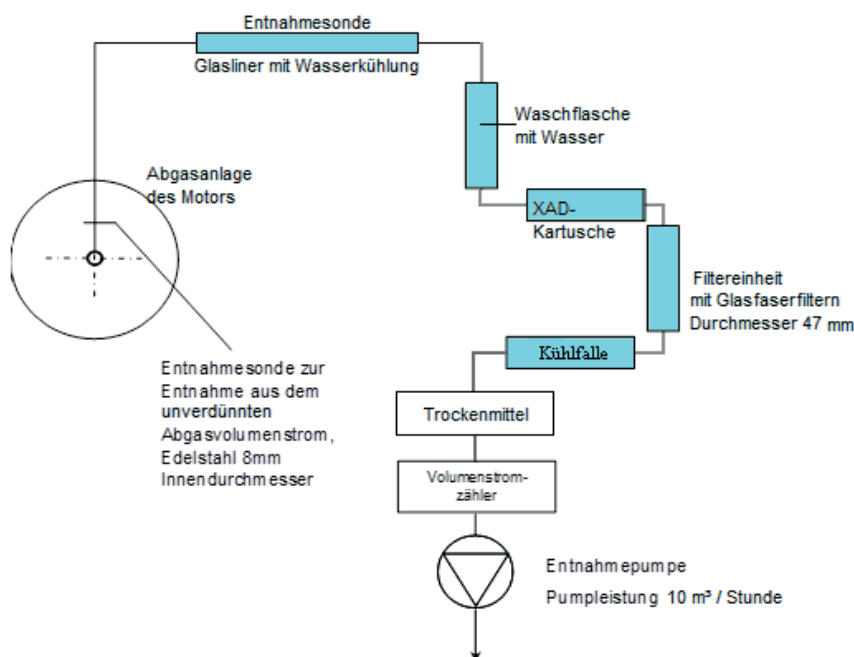 Entnahmesonde
Glasliner mit Wasserkühlung
Waschflasche
mit Wasser
Abgasanlage
des Motors
XAD-
Kartusche
Filtereinheit
mit Glasfaserfiltern
Durchmesser 47 mm
Kühlfalle
Entnahmesonde zur
Entnahme aus dem
unverdünnten
Abgasvolumenstrom,
Edelstahl 8mm
Innendurchmesser
Trockenmittel
Volumenstrom-
zähler
Entnahmepumpe
Pumpleistung 10 m³ / Stunde